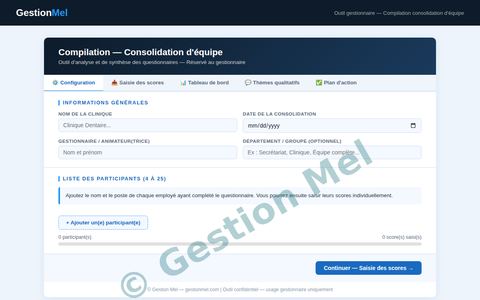 GestionMel
Outil gestionnaire — Compilation consolidation d'équipe
Compilation — Consolidation d'équipe
Outil d'analyse et de synthèse des questionnaires — Réservé au gestionnaire
⚙️ Configuration
📥 Saisie des scores
📊 Tableau de bord
💬 Thèmes qualitatifs
✅ Plan d'action
INFORMATIONS GÉNÉRALES
NOM DE LA CLINIQUE
DATE DE LA CONSOLIDATION
Clinique Dentaire...
mm/dd/yyyy
GESTIONNAIRE / ANIMATEUR(TRICE)
DÉPARTEMENT / GROUPE (OPTIONNEL)
Nom et prénom
Ex : Secrétariat, Clinique, Équipe complète...
LISTE DES PARTICIPANTS (4 À 25)
Ajoutez le nom et le poste de chaque employé ayant complété le questionnaire. Vous pourrez ensuite saisir leurs scores individuellement.
+ Ajouter un(e) participant(e)
0 participant(s)
0 score(s) saisi(s)
Continuer — Saisie des scores →
© Gestion Mel — gestionmel.com | Outil confidentiel — usage gestionnaire uniquement
© Gestion Mel